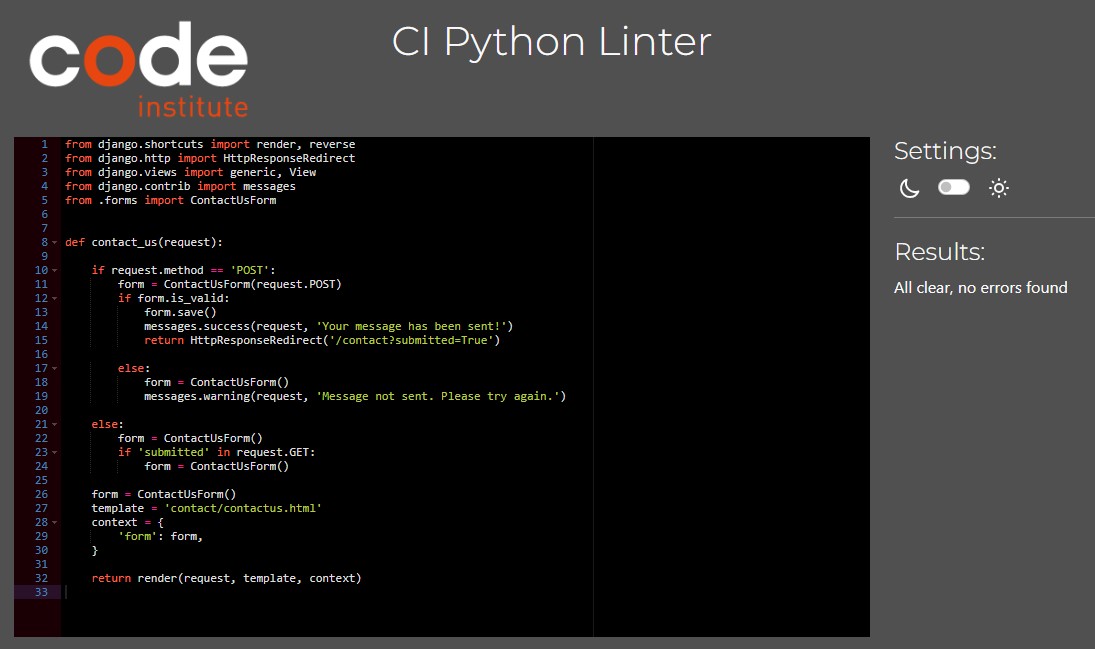 code
institute
CI Python Linter
1 from django.shortcuts import render, reverse
2 from django.http import HttpResponseRedirect
3 from django.views import generic, View
4 from django.contrib import messages
5 from .forms import ContactUsForm
6
7
8 def contact_us(request):
9
10     if request.method == 'POST':
11         form = ContactUsForm(request.POST)
12         if form.is_valid:
13             form.save()
14             messages.success(request, 'Your message has been sent!')
15             return HttpResponseRedirect('/contact?submitted=True')
16
17         else:
18             form = ContactUsForm()
19             messages.warning(request, 'Message not sent. Please try again.')
20
21     else:
22         form = ContactUsForm()
23         if 'submitted' in request.GET:
24             form = ContactUsForm()
25
26     form = ContactUsForm()
27     template = 'contact/contactus.html'
28     context = {
29         'form': form,
30     }
31
32     return render(request, template, context)
33
Settings:
Results:
All clear, no errors found